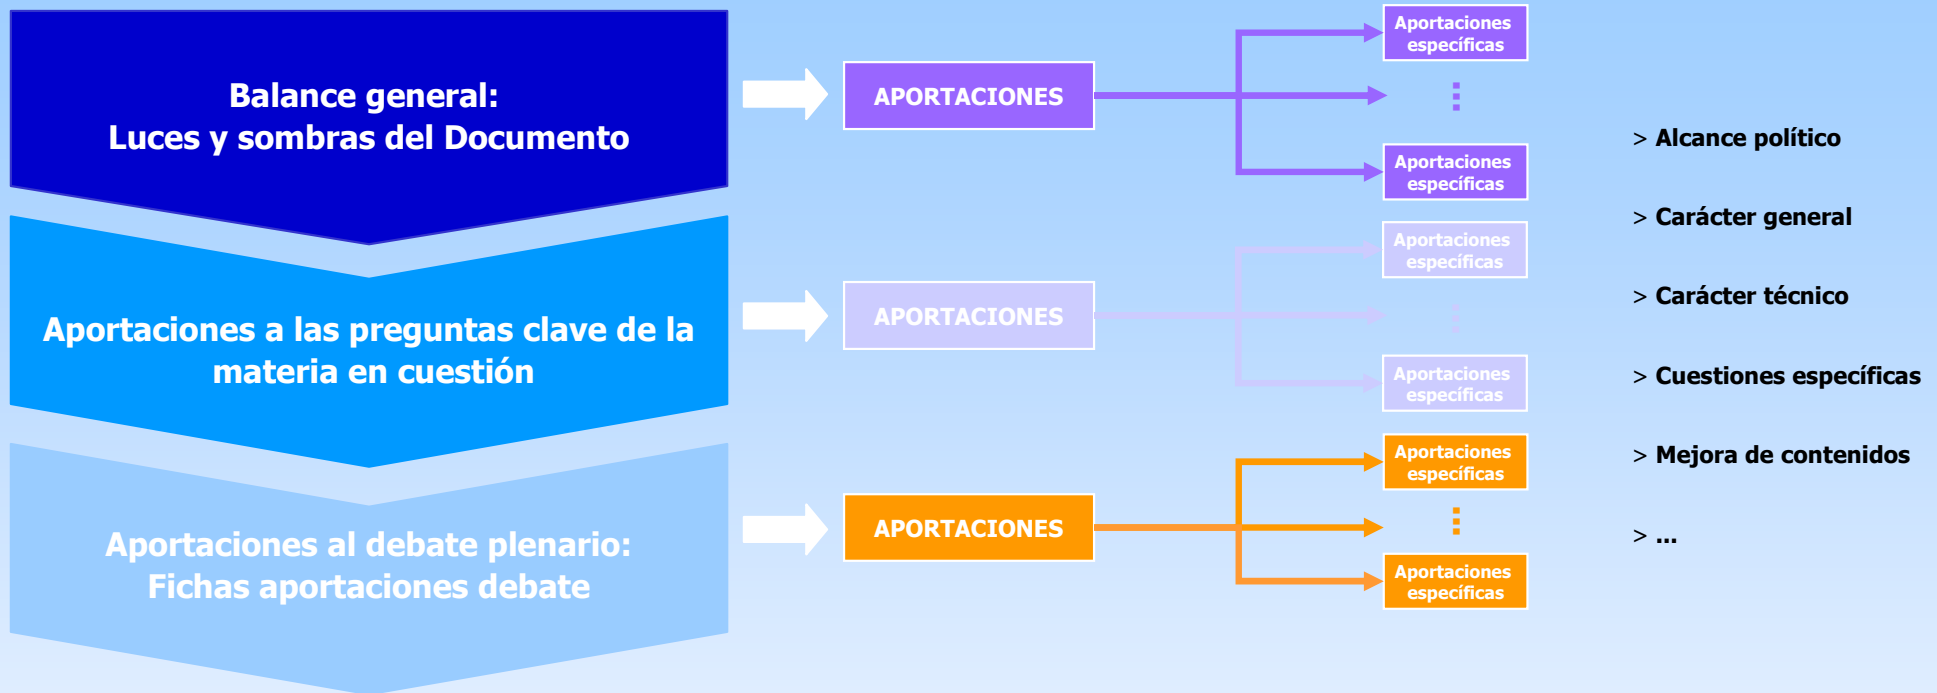 Balance general:
Luces y sombras del Documento
APORTACIONES
Aportaciones
específicas
Aportaciones
específicas
Aportaciones a las preguntas clave de la
materia en cuestión
APORTACIONES
Aportaciones
específicas
Aportaciones
específicas
Aportaciones al debate plenario:
Fichas aportaciones debate
APORTACIONES
Aportaciones
específicas
Aportaciones
específicas
> Alcance político
> Carácter general
> Carácter técnico
> Cuestiones específicas
> Mejora de contenidos
> ...